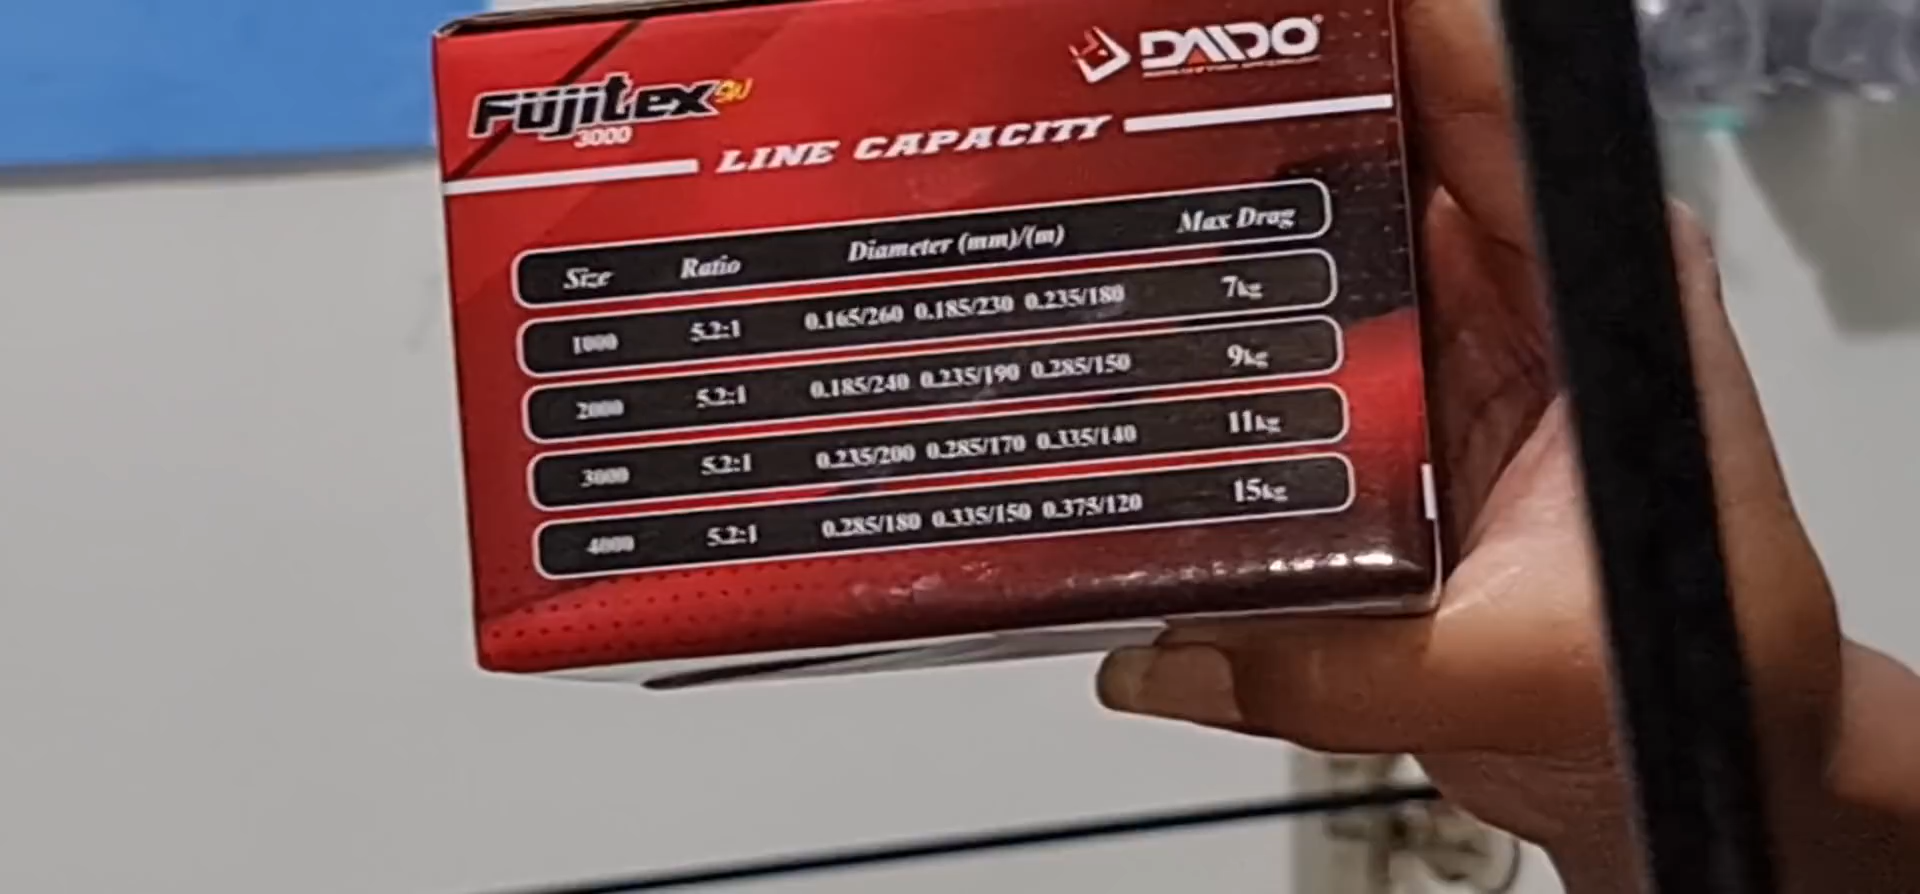 Fujitex SW
DAIDO
3000
LINE CAPACITY
Size Ratio Diameter (mm)/(m) Max Drag
1000 5.2:1 0.165/260 0.185/230 0.235/180 7kg
2000 5.2:1 0.185/240 0.235/190 0.285/150 9kg
3000 5.2:1 0.235/200 0.285/170 0.335/140 11kg
4000 5.2:1 0.285/180 0.335/150 0.375/120 15kg